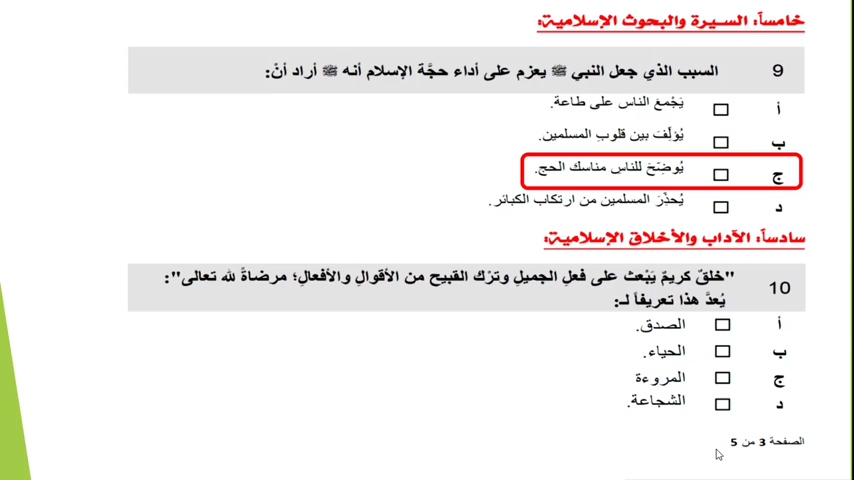 خامساً: السيرة والبحوث الإسلامية:
9 السبب الذي جعل النبي ﷺ يعزم على أداء حجَّة الإسلام أنه ﷺ أراد أنْ:
أ يَجْمعَ الناس على طاعة.
ب يُؤلِّفَ بين قلوبِ المسلمين.
ج يُوضِّحَ للناسِ مناسك الحج.
د يُحذِّرَ المسلمين من ارتكاب الكبائر.
سادساً: الآداب والأخلاق الإسلامية:
10 "خلقٌ كريمٌ يَبْعث على فعلِ الجميلِ وترْك القبيح من الأقوالِ والأفعالِ؛ مرضاةً لله تعالى":
يُعدَّ هذا تعريفاً لـ:
أ الصدق.
ب الحياء.
ج المروءة
د الشجاعة.
الصفحة 3 من 5